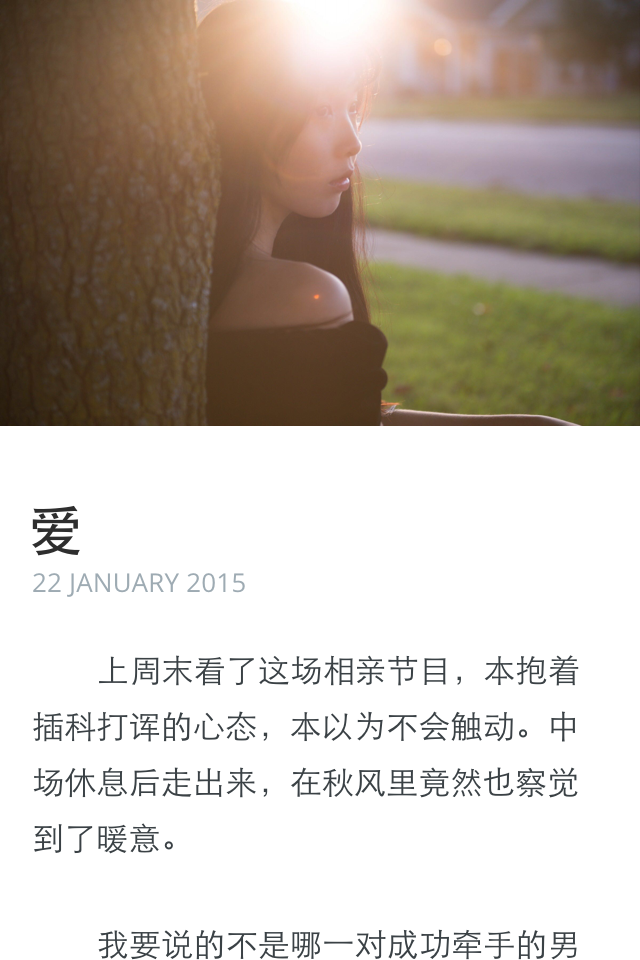 爱
22 JANUARY 2015
上周末看了这场相亲节目，本抱着
插科打诨的心态，本以为不会触动。中
场休息后走出来，在秋风里竟然也察觉
到了暖意。
我要说的不是哪一对成功牵手的男